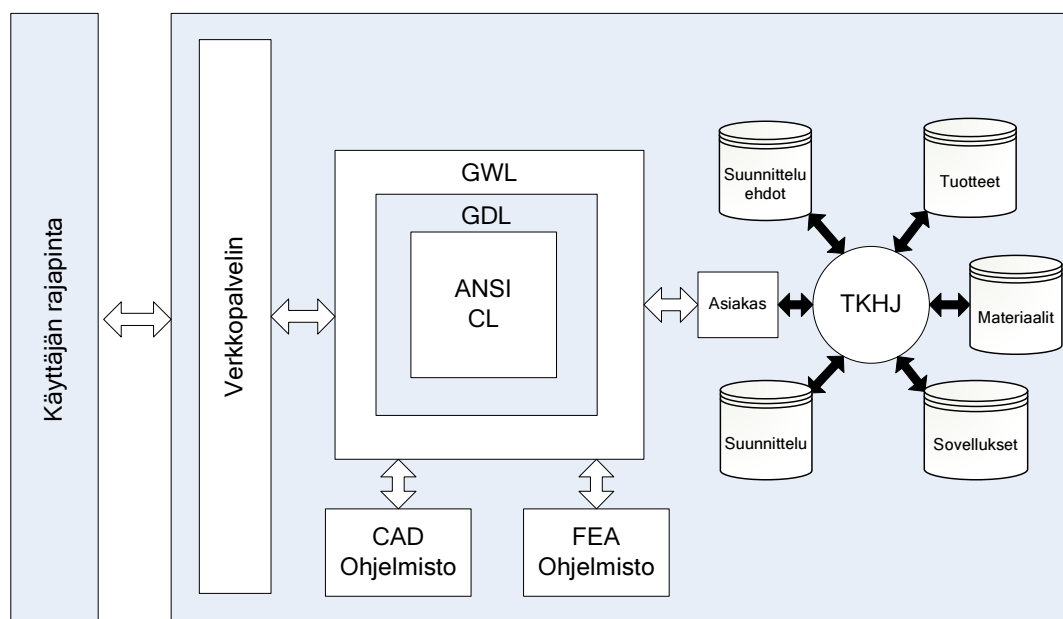 Käyttäjän rajapinta
Verkkopalvelin
GWL
GDL
ANSI
CL
CAD
Ohjelmisto
FEA
Ohjelmisto
Asiakas
TKHJ
Suunnittelu
ehdot
Tuotteet
Materiaalit
Suunnittelu
Sovellukset